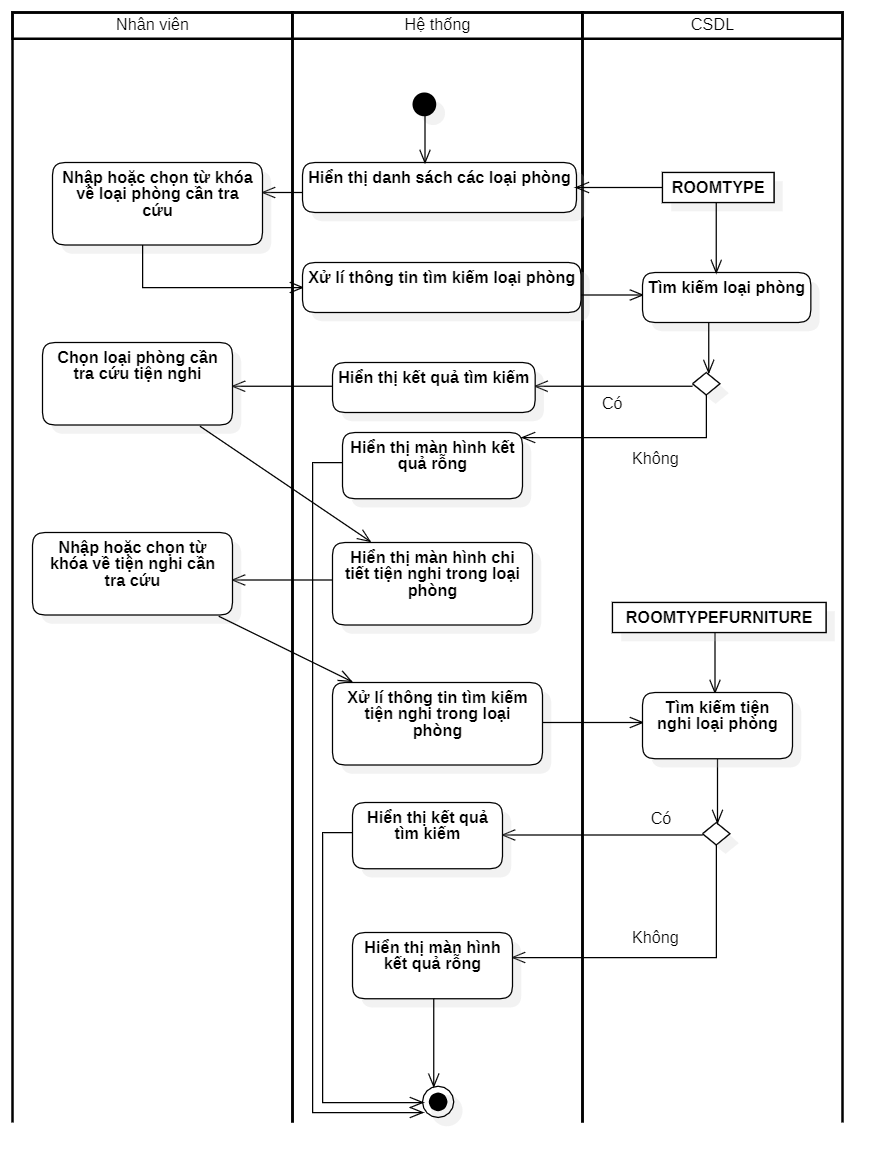 Nhân viên
Hệ thống
CSDL
Nhập hoặc chọn từ khóa
về loại phòng cần tra
cứu
Hiển thị danh sách các loại phòng
ROOMTYPE
Xử lí thông tin tìm kiếm loại phòng
Tìm kiếm loại phòng
Chọn loại phòng cần
tra cứu tiện nghi
Hiển thị kết quả tìm kiếm
Có
Hiển thị màn hình kết
quả rỗng
Không
Nhập hoặc chọn từ
khóa về tiện nghi cần
tra cứu
Hiển thị màn hình chi
tiết tiện nghi trong loại
phòng
ROOMTYPEFURNITURE
Xử lí thông tin tìm kiếm
tiện nghi trong loại
phòng
Tìm kiếm tiện
nghi loại phòng
Hiển thị kết quả
tìm kiếm
Có
Hiển thị màn hình
kết quả rỗng
Không